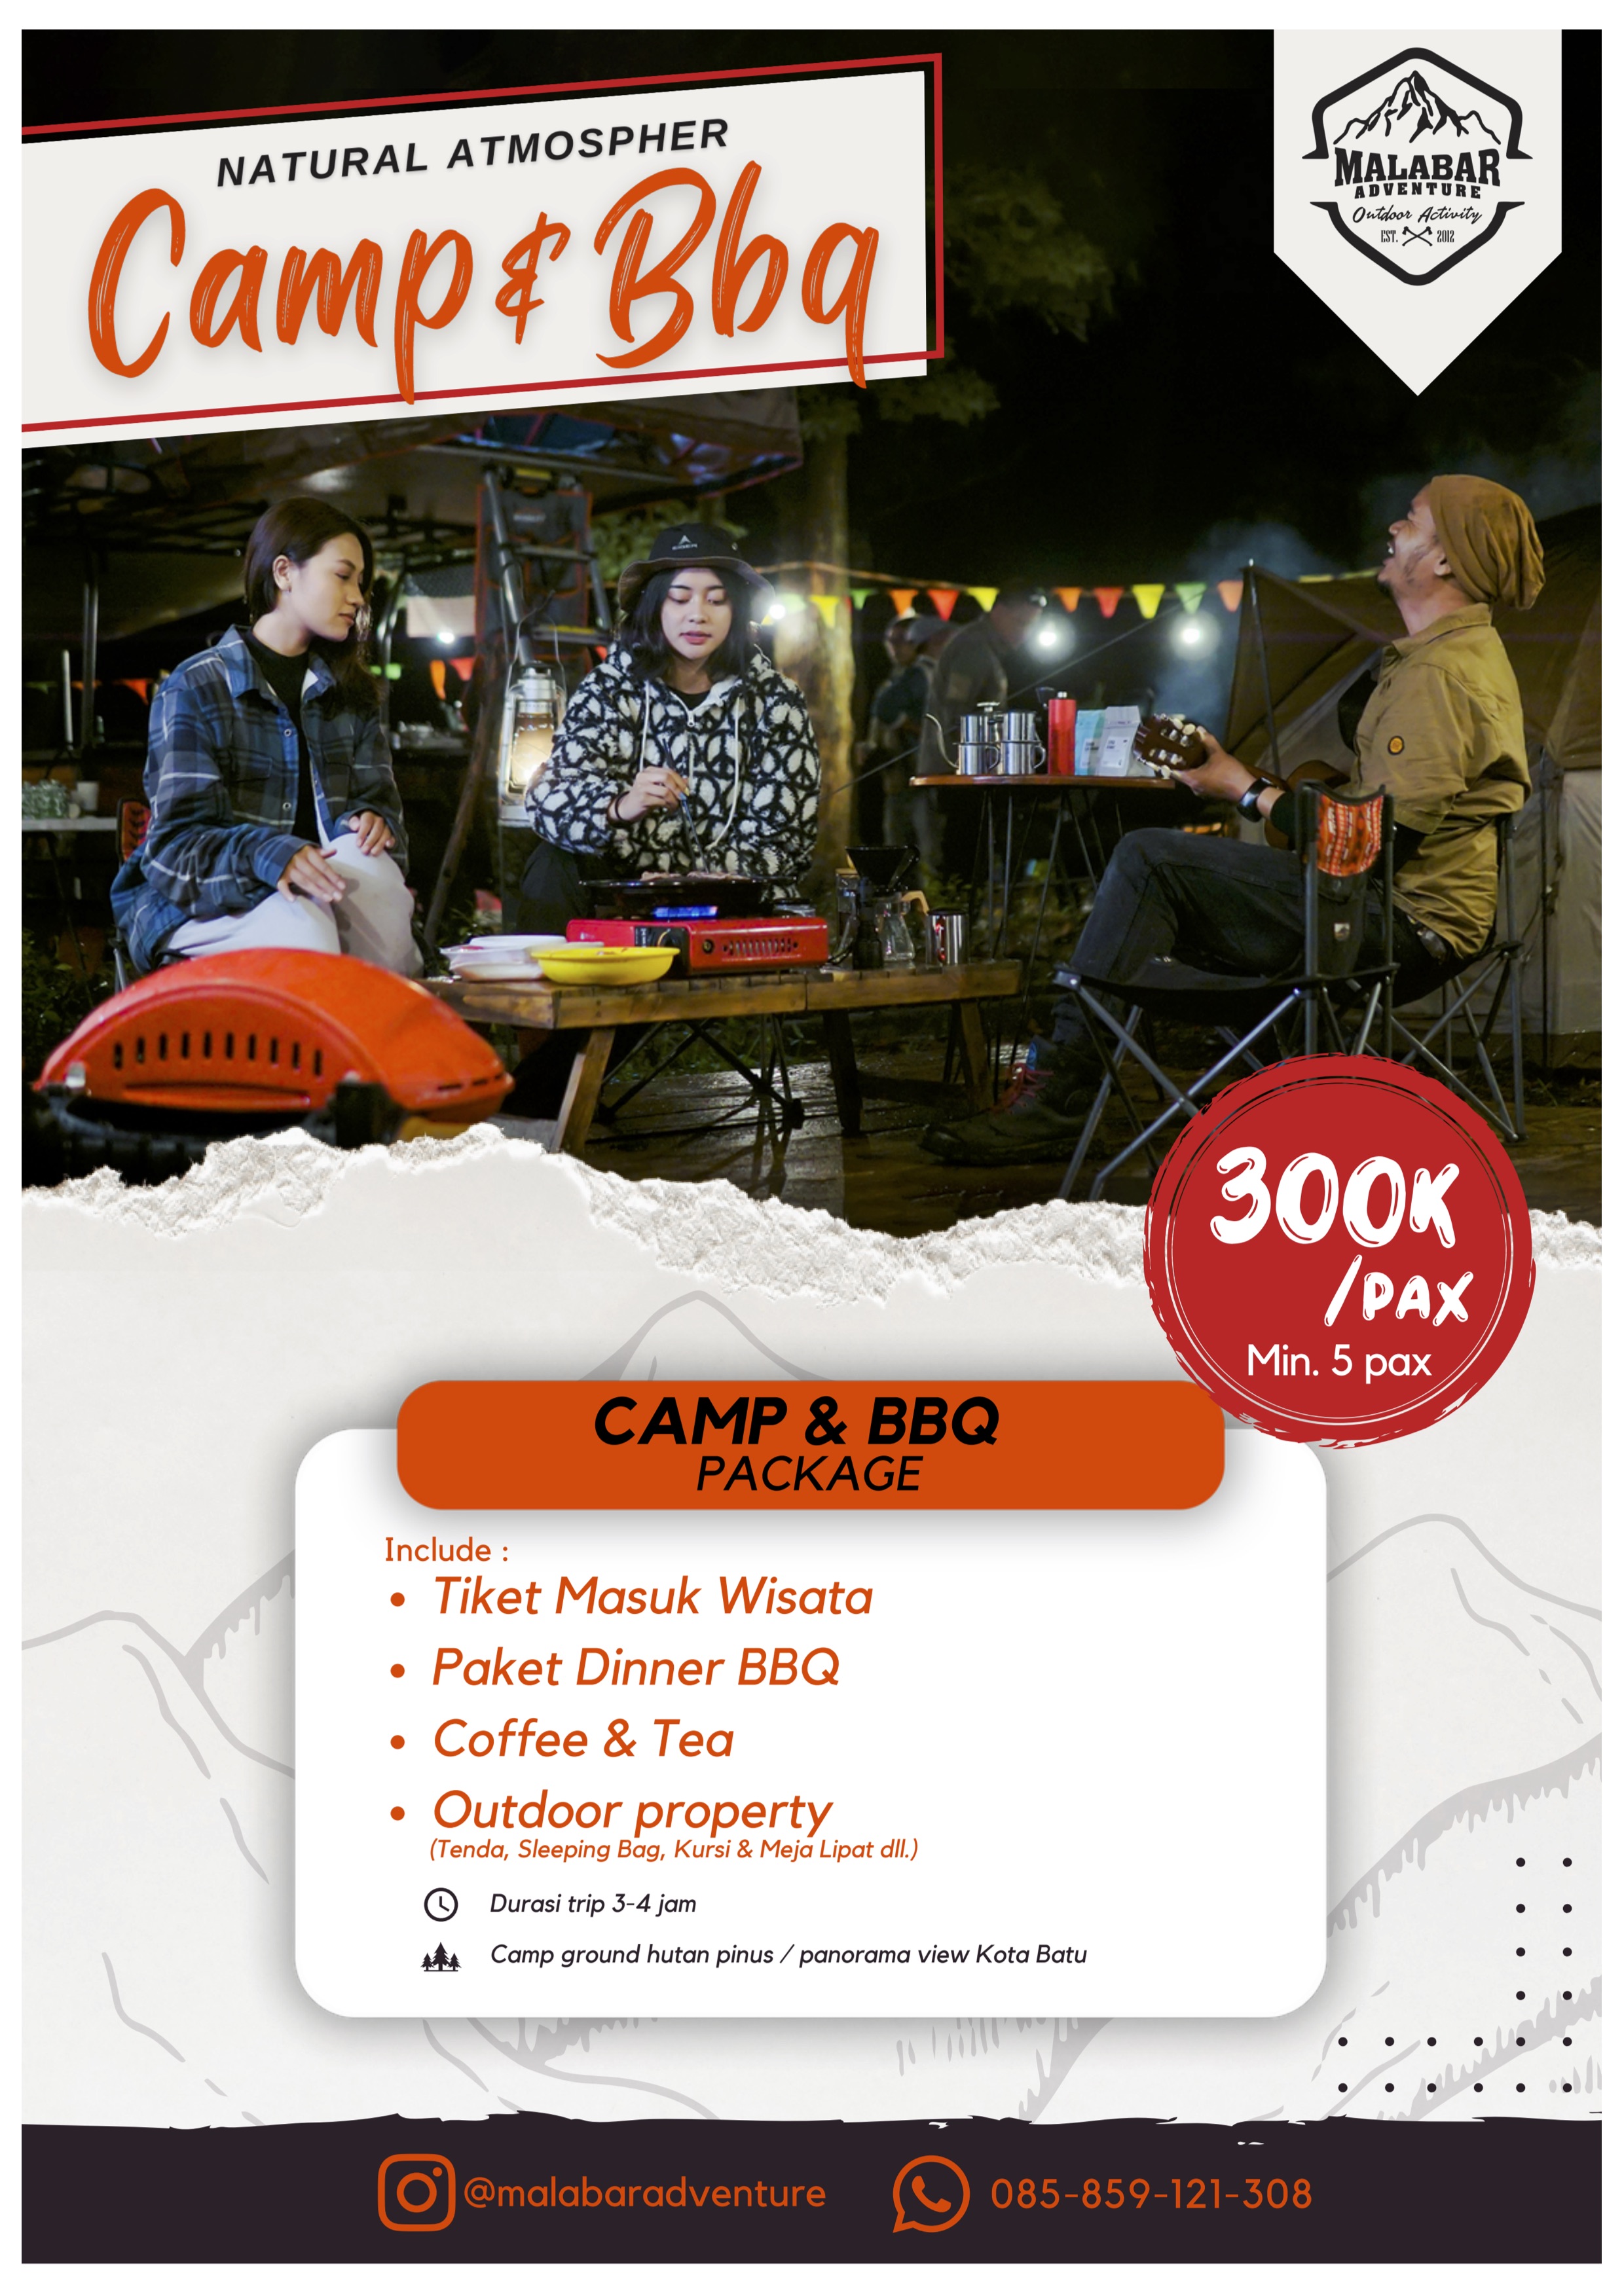 NATURAL ATMOSPHER
Camp & Bbq
MALABAR
ADVENTURE
Outdoor Activity
EST. 2012
300K
/PAX
Min. 5 pax
CAMP & BBQ
PACKAGE
Include :
• Tiket Masuk Wisata
• Paket Dinner BBQ
• Coffee & Tea
• Outdoor property
(Tenda, Sleeping Bag, Kursi & Meja Lipat dll.)
Durasi trip 3-4 jam
Camp ground hutan pinus / panorama view Kota Batu
@malabaradventure
085-859-121-308